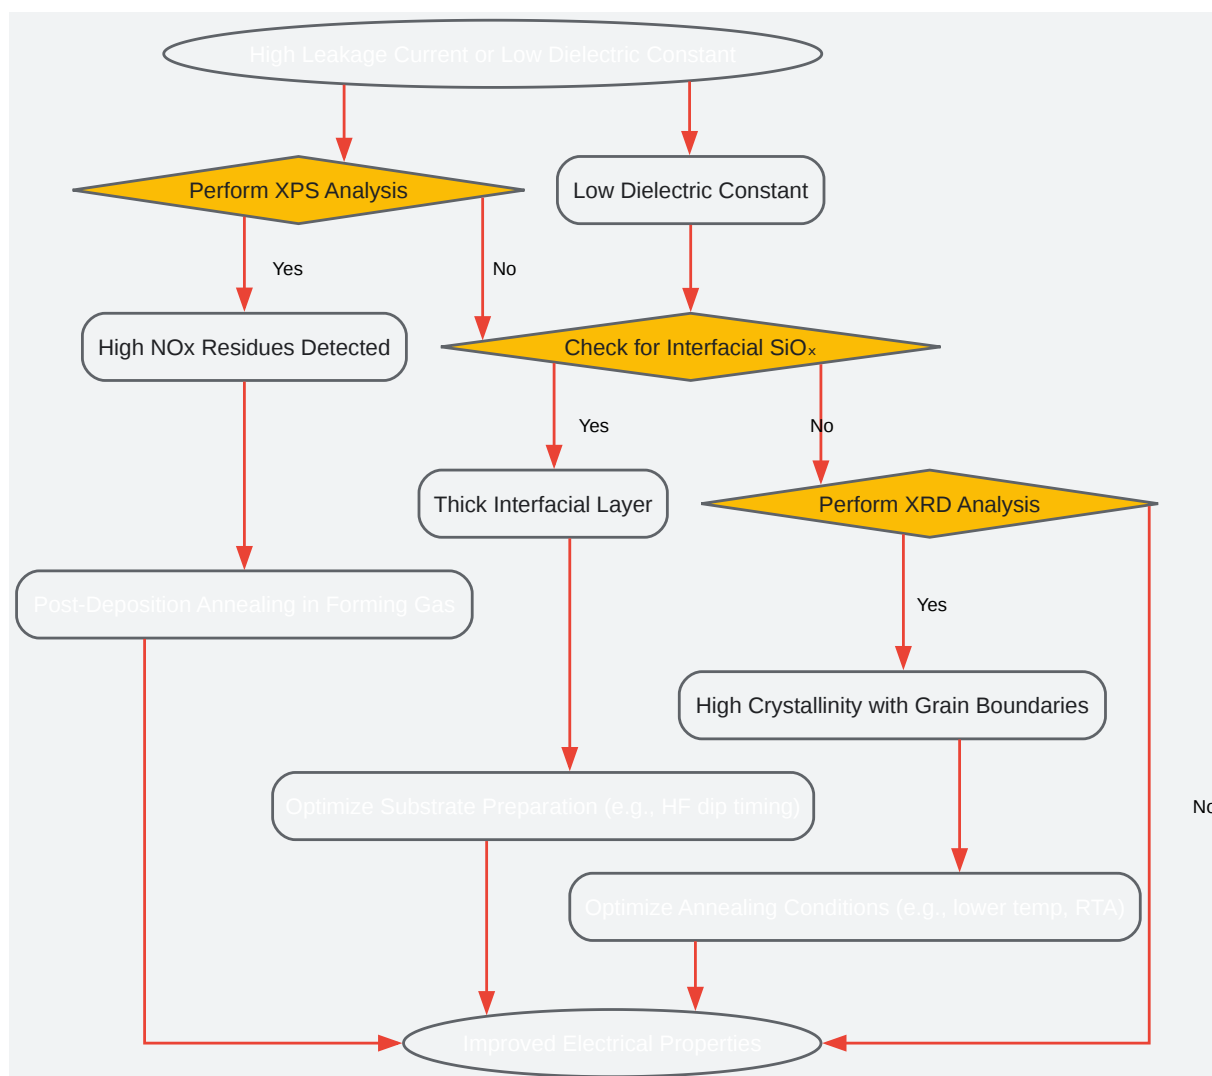 High Leakage Current or Low Dielectric Constant
Perform XPS Analysis
Low Dielectric Constant
Yes
No
High NOx Residues Detected
Check for Interfacial SiOₓ
Yes
No
Thick Interfacial Layer
Perform XRD Analysis
Post-Deposition Annealing in Forming Gas
Yes
High Crystallinity with Grain Boundaries
Optimize Substrate Preparation (e.g., HF dip timing)
No
Optimize Annealing Conditions (e.g., lower temp, RTA)
Improved Electrical Properties